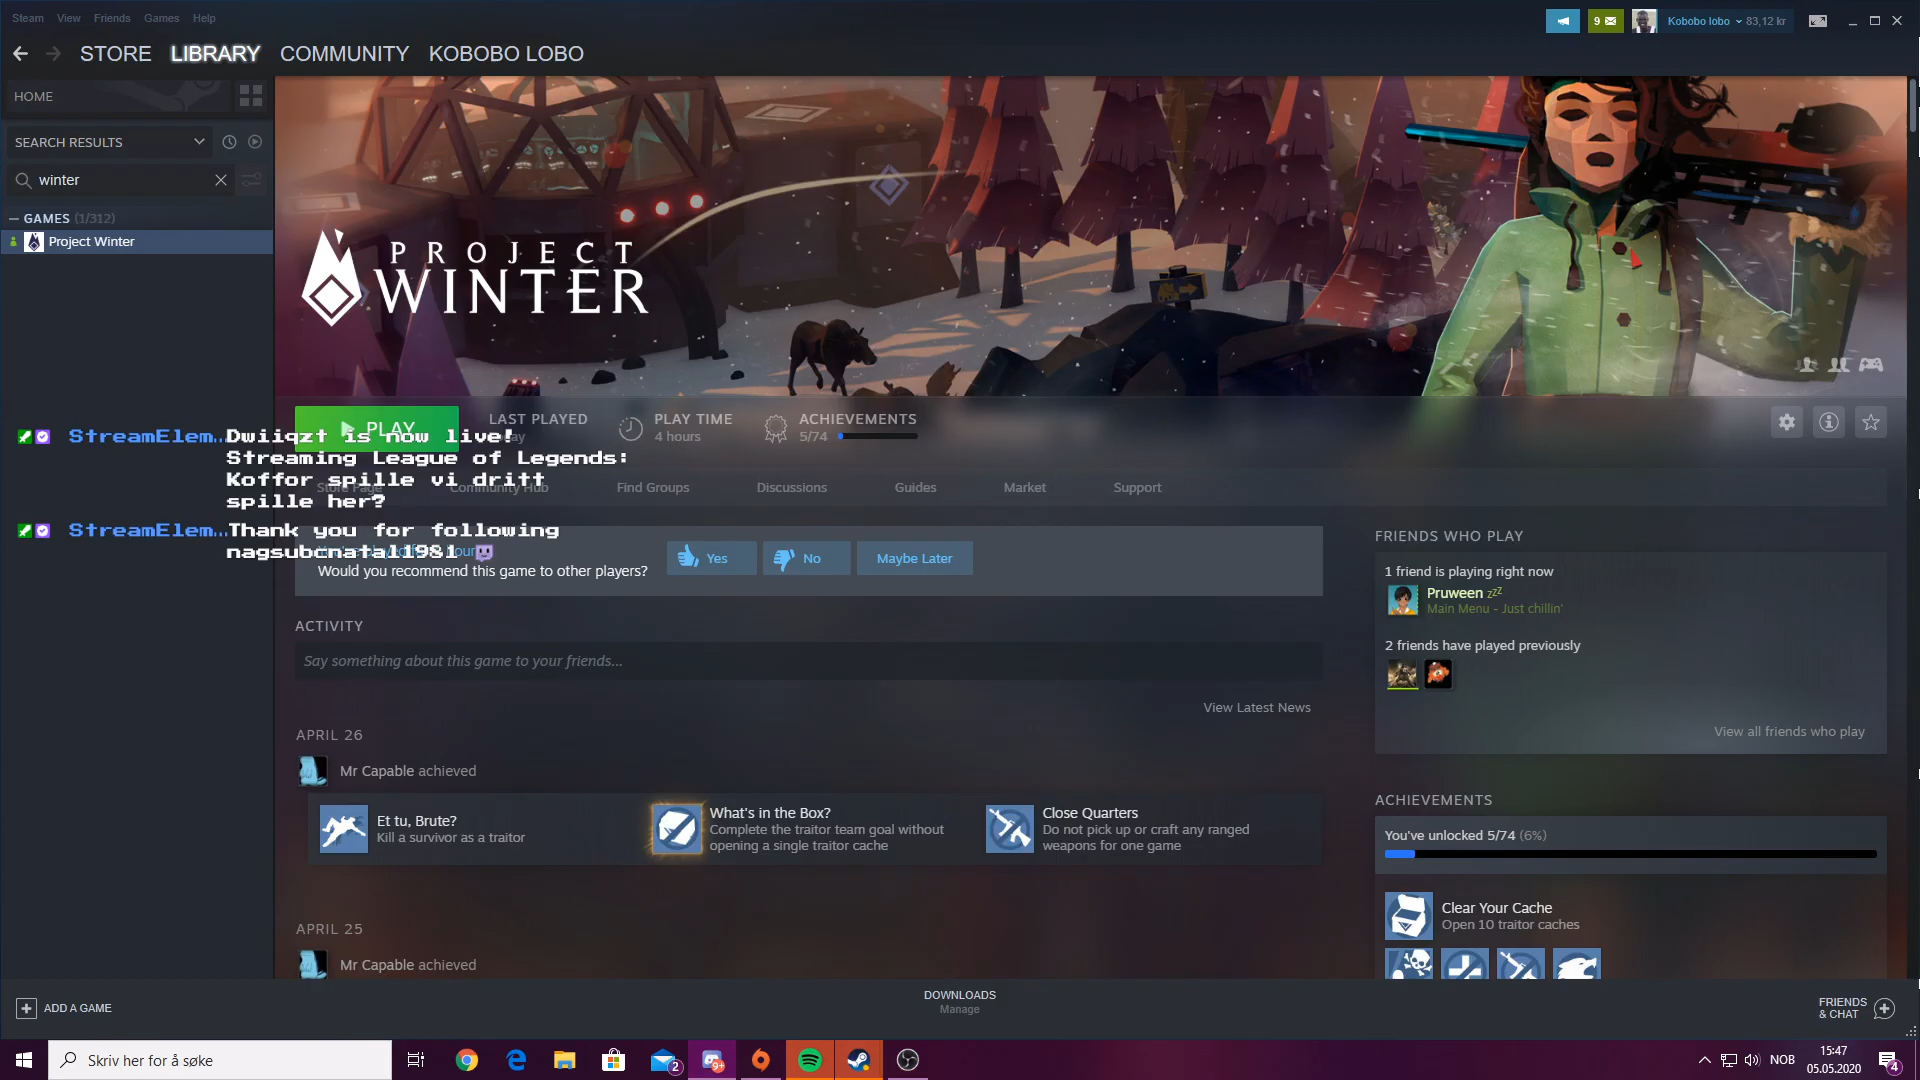 Steam View Friends Games Help
9
Kobobo lobo 83,12 kr
STORE LIBRARY COMMUNITY KOBOBO LOBO
HOME
SEARCH RESULTS
winter
GAMES (1/312)
Project Winter
PROJECT
WINTER
PLAY
LAST PLAYED
PLAY TIME
4 hours
ACHIEVEMENTS
5/74
StreamElem.. Dwiiqzt is now live!
Streaming League of Legends:
Koffor spille vi dritt
spille her?
StreamElem.. Thank you for following
nagsubcnatal1981
Store Page Community Hub Find Groups Discussions Guides Market Support
Would you recommend this game to other players?
Yes No Maybe Later
ACTIVITY
Say something about this game to your friends...
View Latest News
APRIL 26
Mr Capable achieved
Et tu, Brute?
Kill a survivor as a traitor
What's in the Box?
Complete the traitor team goal without
opening a single traitor cache
Close Quarters
Do not pick up or craft any ranged
weapons for one game
APRIL 25
Mr Capable achieved
FRIENDS WHO PLAY
1 friend is playing right now
Pruween zzz
Main Menu - Just chillin'
2 friends have played previously
View all friends who play
ACHIEVEMENTS
You've unlocked 5/74 (6%)
Clear Your Cache
Open 10 traitor caches
ADD A GAME
DOWNLOADS
Manage
FRIENDS
& CHAT
Skriv her for å søke
2
9+
NOB
15:47
05.05.2020
4